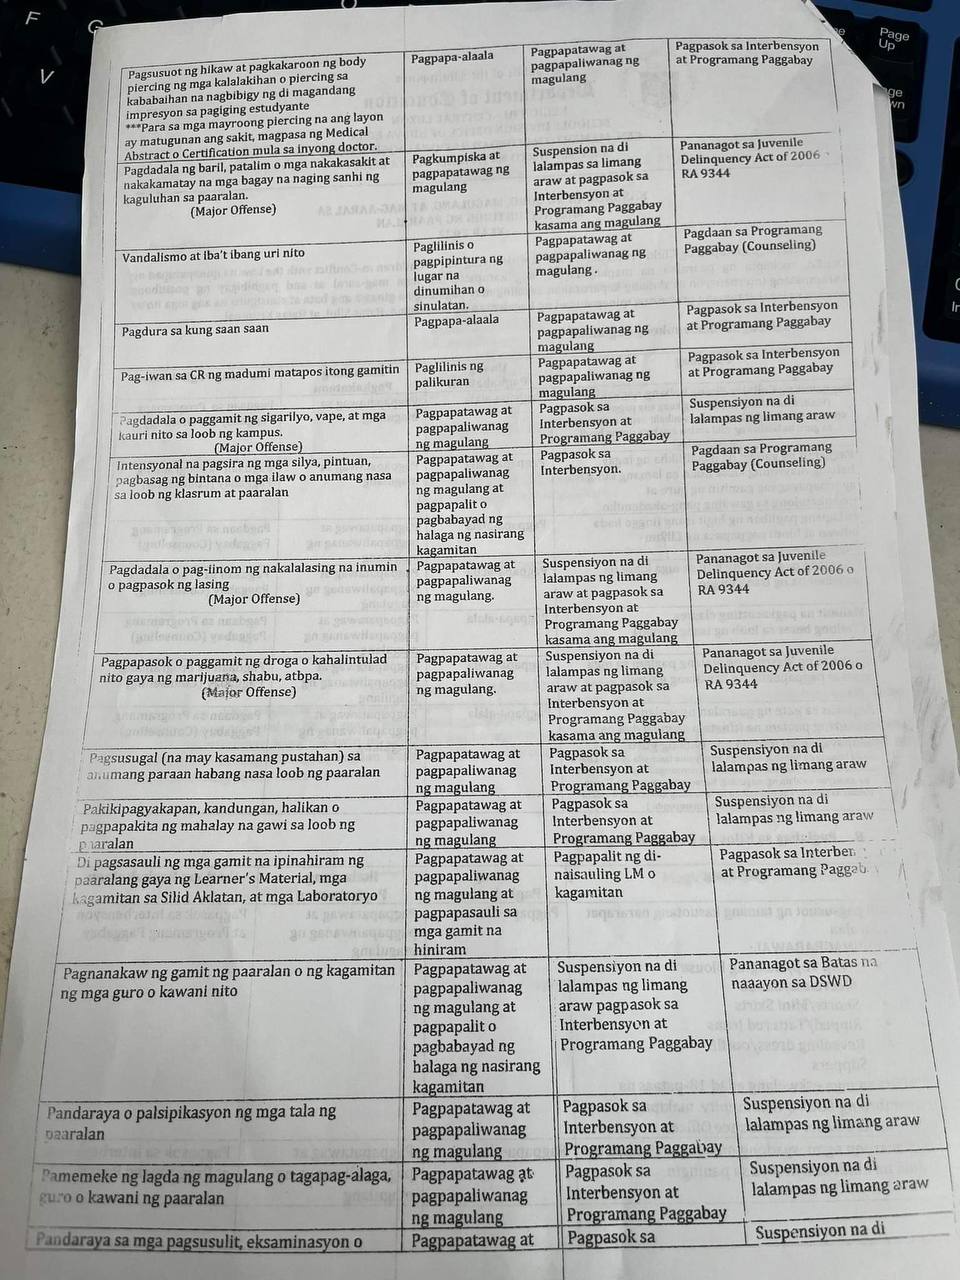 Pagsusuot ng hikaw at pagkakaroon ng body
piercing ng mga kalalakihan o piercing sa
kababaihan na nagbibigy ng di magandang
impresyon sa pagiging estudyante
***Para sa mga mayroong piercing na ang layon
ay matugunan ang sakit, magpasa ng Medical
Abstract o Certification mula sa inyong doctor.
Pagpapa-alaala
Pagpapatawag at
pagpapaliwanag ng
magulang
Pagpasok sa Interbensyon
at Programang Paggabay
Pagdadala ng baril, patalim o mga nakakasakit at
nakakamatay na mga bagay na naging sanhi ng
kaguluhan sa paaralan.
(Major Offense)
Pagkumpiska at
pagpapatawag ng
magulang
Suspension na di
lalampas sa limang
araw at pagpasok sa
Interbensyon at
Programang Paggabay
kasama ang magulang
Pananagot sa Juvenile
Delinquency Act of 2006
RA 9344
Vandalismo at iba't ibang uri nito
Paglilinis o
pagpipintura ng
lugar na
dinumihan o
sinulatan.
Pagpapatawag at
pagpapaliwanag ng
magulang .
Pagdaan sa Programang
Paggabay (Counseling)
Pagdura sa kung saan saan
Pagpapa-alaala
Pagpapatawag at
pagpapaliwanag ng
magulang
Pagpasok sa Interbensyon
at Programang Paggabay
Pag-iwan sa CR ng madumi matapos itong gamitin
Paglilinis ng
palikuran
Pagpapatawag at
pagpapaliwanag ng
magulang
Pagpasok sa Interbensyon
at Programang Paggabay
Pagdadala o paggamit ng sigarilyo, vape, at mga
kauri nito sa loob ng kampus.
(Major Offense)
Pagpapatawag at
pagpapaliwanag
ng magulang
Pagpasok sa
Interbensyon at
Programang Paggabay
Suspensiyon na di
lalampas ng limang araw
Intensyonal na pagsira ng mga silya, pintuan,
pagbasag ng bintana o mga ilaw o anumang nasa
sa loob ng klasrum at paaralan
Pagpapatawag at
pagpapaliwanag
ng magulang at
pagpapalit o
pagbabayad ng
halaga ng nasirang
kagamitan
Pagpasok sa
Interbensyon.
Pagdaan sa Programang
Paggabay (Counseling)
Pagdadala o pag-iinom ng nakalalasing na inumin
o pagpasok ng lasing
(Major Offense)
Pagpapatawag at
pagpapaliwanag
ng magulang.
Suspensiyon na di
lalampas ng limang
araw at pagpasok sa
Interbensyon at
Programang Paggabay
kasama ang magulang
Pananagot sa Juvenile
Delinquency Act of 2006 o
RA 9344
Pagpapasok o paggamit ng droga o kahalintulad
nito gaya ng marijuana, shabu, atbpa.
(Major Offense)
Pagpapatawag at
pagpapaliwanag
ng magulang.
Suspensiyon na di
lalampas ng limang
araw at pagpasok sa
Interbensyon at
Programang Paggabay
kasama ang magulang
Pananagot sa Juvenile
Delinquency Act of 2006 o
RA 9344
Pagsusugal (na may kasamang pustahan) sa
anumang paraan habang nasa loob ng paaralan
Pagpapatawag at
pagpapaliwanag
ng magulang
Pagpasok sa
Interbensyon at
Programang Paggabay
Suspensiyon na di
lalampas ng limang araw
Pakikipagyakapan, kandungan, halikan o
pagpapakita ng mahalay na gawi sa loob ng
paaralan
Pagpapatawag at
pagpapaliwanag
ng magulang
Pagpasok sa
Interbensyon at
Programang Paggabay
Suspensiyon na di
lalampas ng limang araw
Di pagsasauli ng mga gamit na ipinahiram ng
paaralang gaya ng Learner's Material, mga
kagamitan sa Silid Aklatan, at mga Laboratoryo
Pagpapatawag at
pagpapaliwanag
ng magulang at
pagpapasauli sa
mga gamit na
hiniram
Pagpapalit ng di-
naisauling LM o
kagamitan
Pagpasok sa
at Programang
Pagnanakaw ng gamit ng paaralan o ng kagamitan
ng mga guro o kawani nito
Pagpapatawag at
pagpapaliwanag
ng magulang at
pagpapalit o
pagbabayad ng
halaga ng nasirang
kagamitan
Suspensiyon na di
lalampas ng limang
araw pagpasok sa
Interbensyon at
Programang Paggabay
Pananagot sa Batas na
naaayon sa DSWD
Pandaraya o palsipikasyon ng mga tala ng
paaralan
Pagpapatawag at
pagpapaliwanag
ng magulang
Pagpasok sa
Interbensyon at
Programang Paggabay
Suspensiyon na di
lalampas ng limang araw
Pamemeke ng lagda ng magulang o tagapag-alaga,
guro o kawani ng paaralan
Pagpapatawag at
pagpapaliwanag
ng magulang
Pagpasok sa
Interbensyon at
Programang Paggabay
Suspensiyon na di
lalampas ng limang araw
Pandaraya sa mga pagsusulit, eksaminasyon o
Pagpapatawag at
Pagpasok sa
Suspensiyon na di
F
G
V
Page
Up